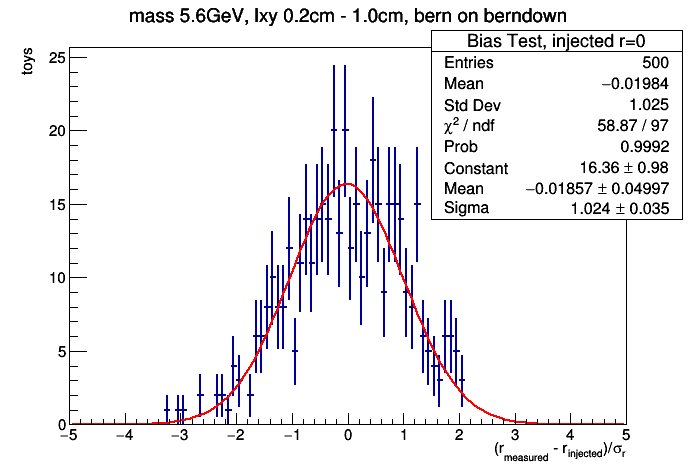 mass 5.6GeV, lxy 0.2cm - 1.0cm, bern on berndown
toys
Bias Test, injected r=0
Entries 500
Mean −0.01984
Std Dev 1.025
χ² / ndf 58.87 / 97
Prob 0.9992
Constant 16.36 ± 0.98
Mean −0.01857 ± 0.04997
Sigma 1.024 ± 0.035
25
20
15
10
5
0
−5 −4 −3 −2 −1 0 1 2 3 4 5
(r_measured - r_injected)/σ_r